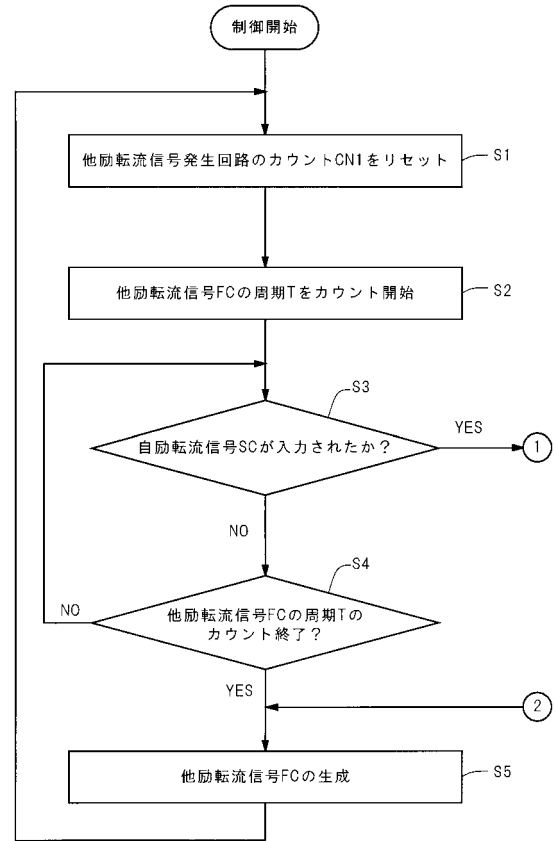 制御開始
他励転流信号発生回路のカウントCN1をリセット
S1
他励転流信号FCの周期Tをカウント開始
S2
S3
自励転流信号SCが入力されたか？
YES
1
NO
S4
他励転流信号FCの周期Tの
カウント終了？
NO
YES
2
他励転流信号FCの生成
S5